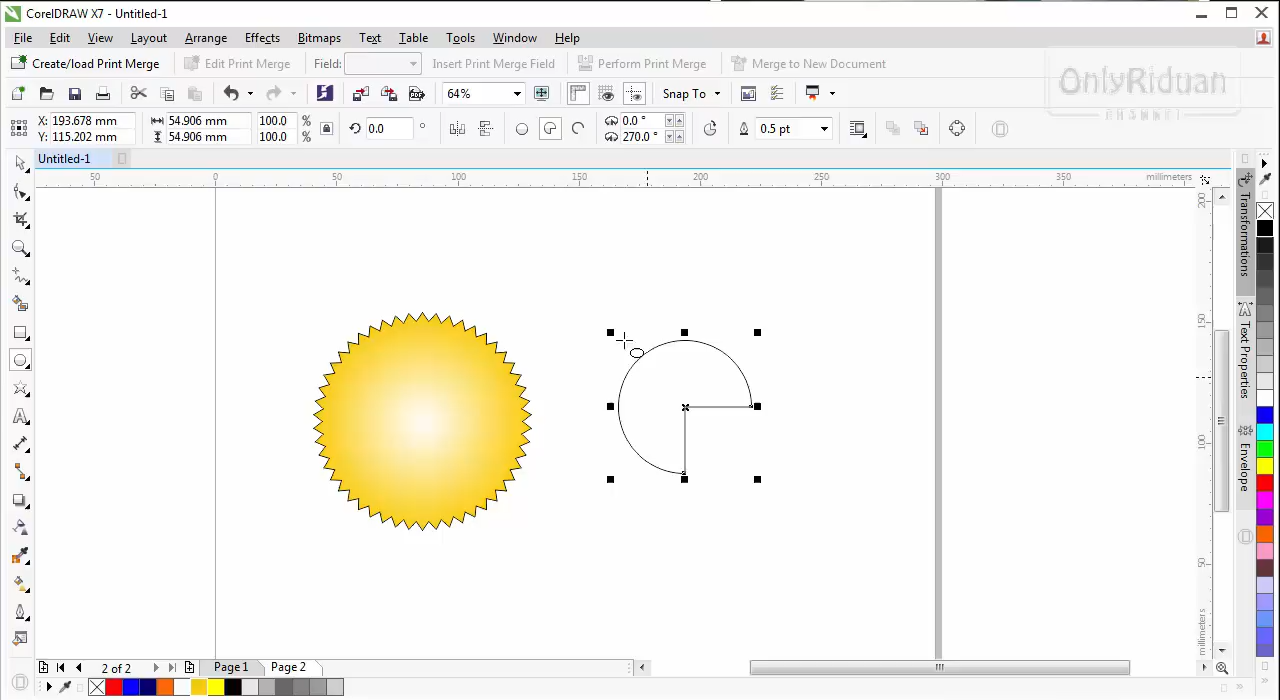 CorelDRAW X7 - Untitled-1
File Edit View Layout Arrange Effects Bitmaps Text Table Tools Window Help
Create/load Print Merge Edit Print Merge Field: Insert Print Merge Field Perform Print Merge Merge to New Document
OnlyRiduan
CHANNEL
64% Snap To
X: 193.678 mm 54.906 mm 100.0 % 0.0 ° 0.0 ° 0.5 pt
Y: 115.202 mm 54.906 mm 100.0 % 270.0 °
Untitled-1
50 0 50 100 150 200 250 300 350 millimeters
200
150
100
50
millimeters
Transformations
Text Properties
Envelope
2 of 2 Page 1 Page 2